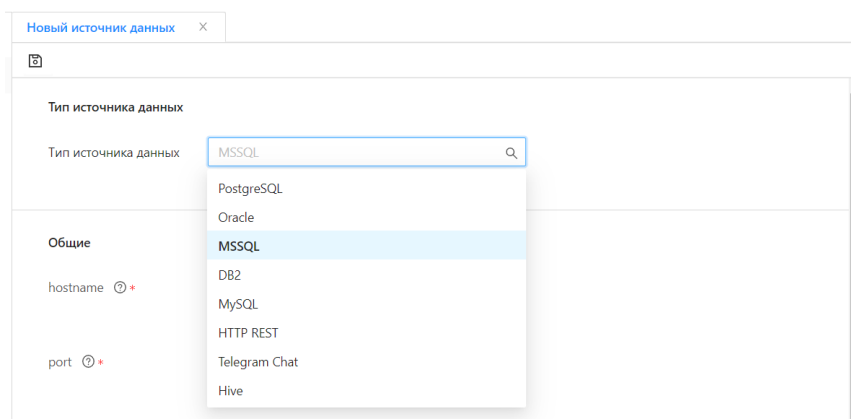 Новый источник данных
Тип источника данных
Тип источника данных MSSQL
PostgreSQL
Oracle
MSSQL
DB2
MySQL
HTTP REST
Telegram Chat
Hive
Общие
hostname ? *
port ? *